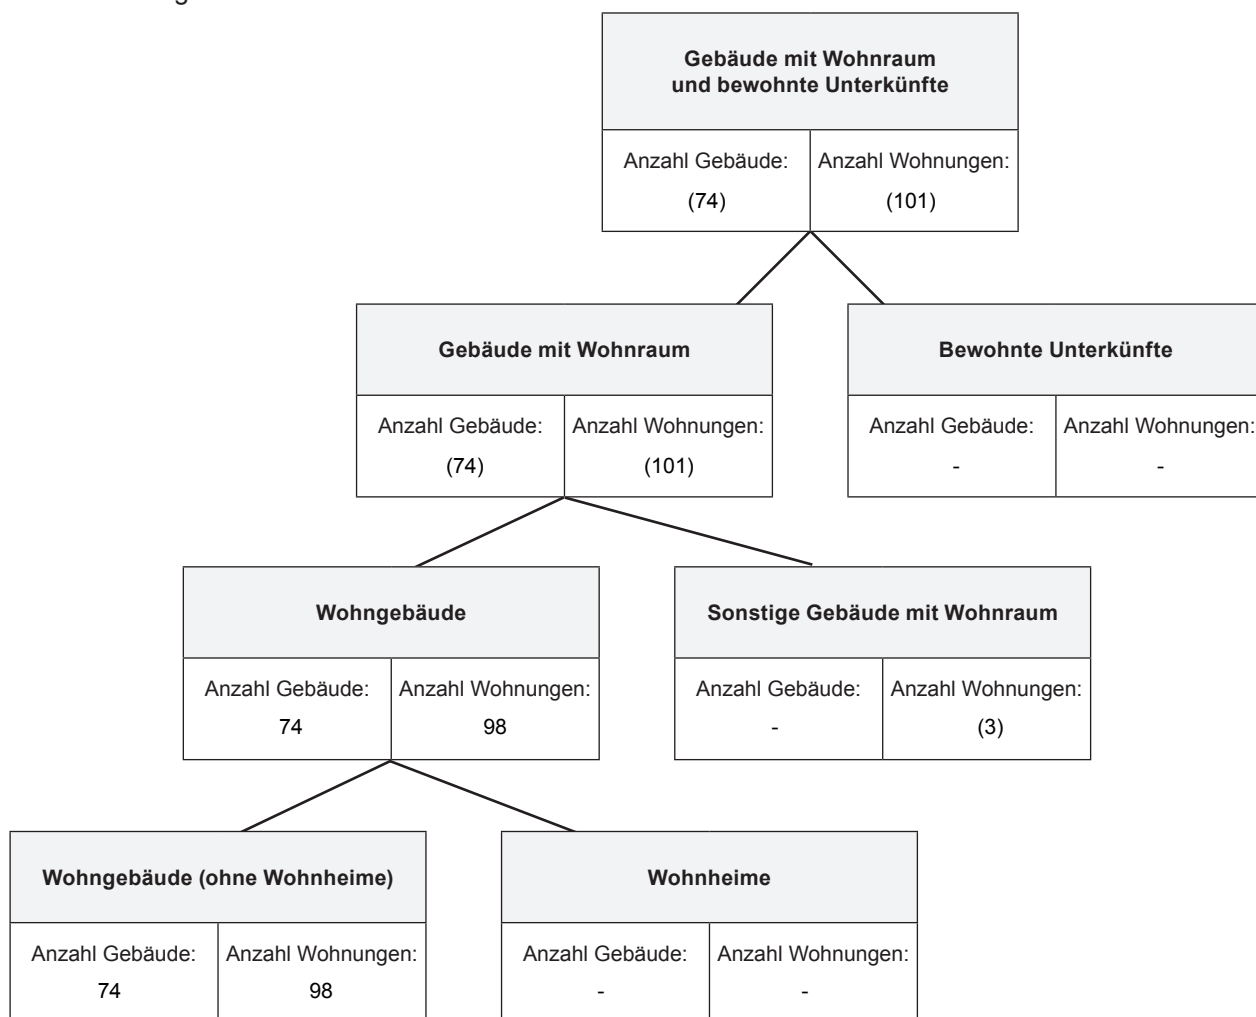 Gebäude mit Wohnraum
und bewohnte Unterkünfte
Anzahl Gebäude: Anzahl Wohnungen:
(74) (101)
Gebäude mit Wohnraum
Bewohnte Unterkünfte
Anzahl Gebäude: Anzahl Wohnungen:
(74) (101)
Anzahl Gebäude: Anzahl Wohnungen:
- -
Wohngebäude
Sonstige Gebäude mit Wohnraum
Anzahl Gebäude: Anzahl Wohnungen:
74 98
Anzahl Gebäude: Anzahl Wohnungen:
- (3)
Wohngebäude (ohne Wohnheime)
Wohnheime
Anzahl Gebäude: Anzahl Wohnungen:
74 98
Anzahl Gebäude: Anzahl Wohnungen:
- -